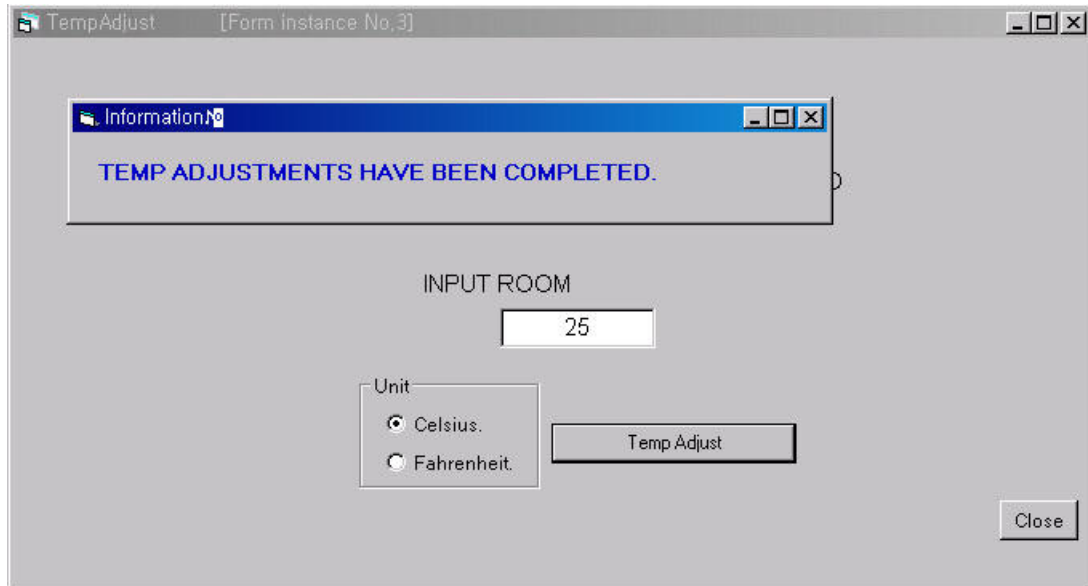 TempAdjust [Form instance No,3]
Information No
TEMP ADJUSTMENTS HAVE BEEN COMPLETED.
INPUT ROOM
25
Unit
Celsius.
Fahrenheit.
Temp Adjust
Close